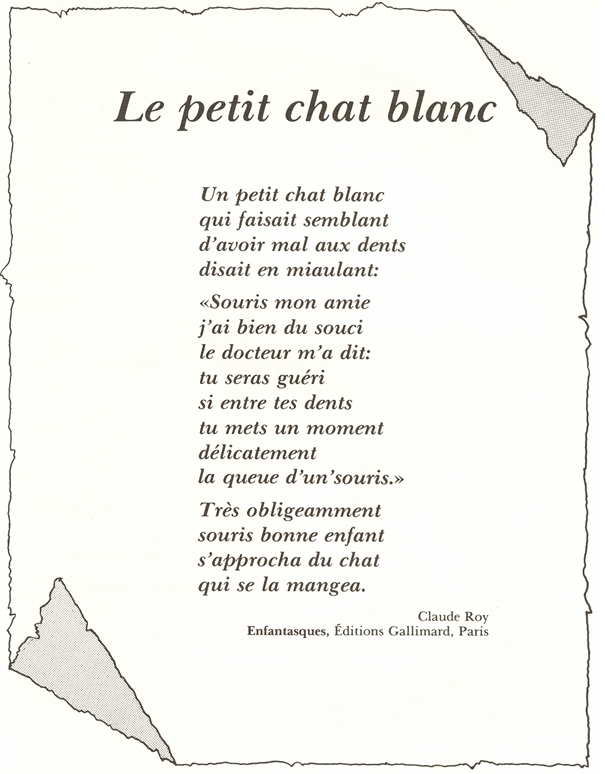 Le petit chat blanc
Un petit chat blanc
qui faisait semblant
d'avoir mal aux dents
disait en miaulant:
«Souris mon amie
j'ai bien du souci
le docteur m'a dit:
tu seras guéri
si entre tes dents
tu mets un moment
délicatement
la queue d'un'souris.»
Très obligeamment
souris bonne enfant
s'approcha du chat
qui se la mangea.
Claude Roy
Enfantasques, Éditions Gallimard, Paris